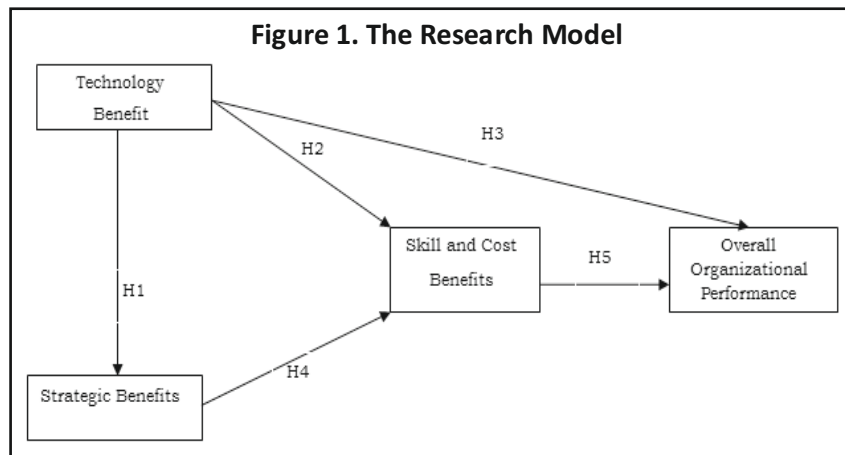 Figure 1. The Research Model
Technology
Benefit
H3
H2
Skill and Cost
Benefits
H5
Overall
Organizational
Performance
H1
H4
Strategic Benefits